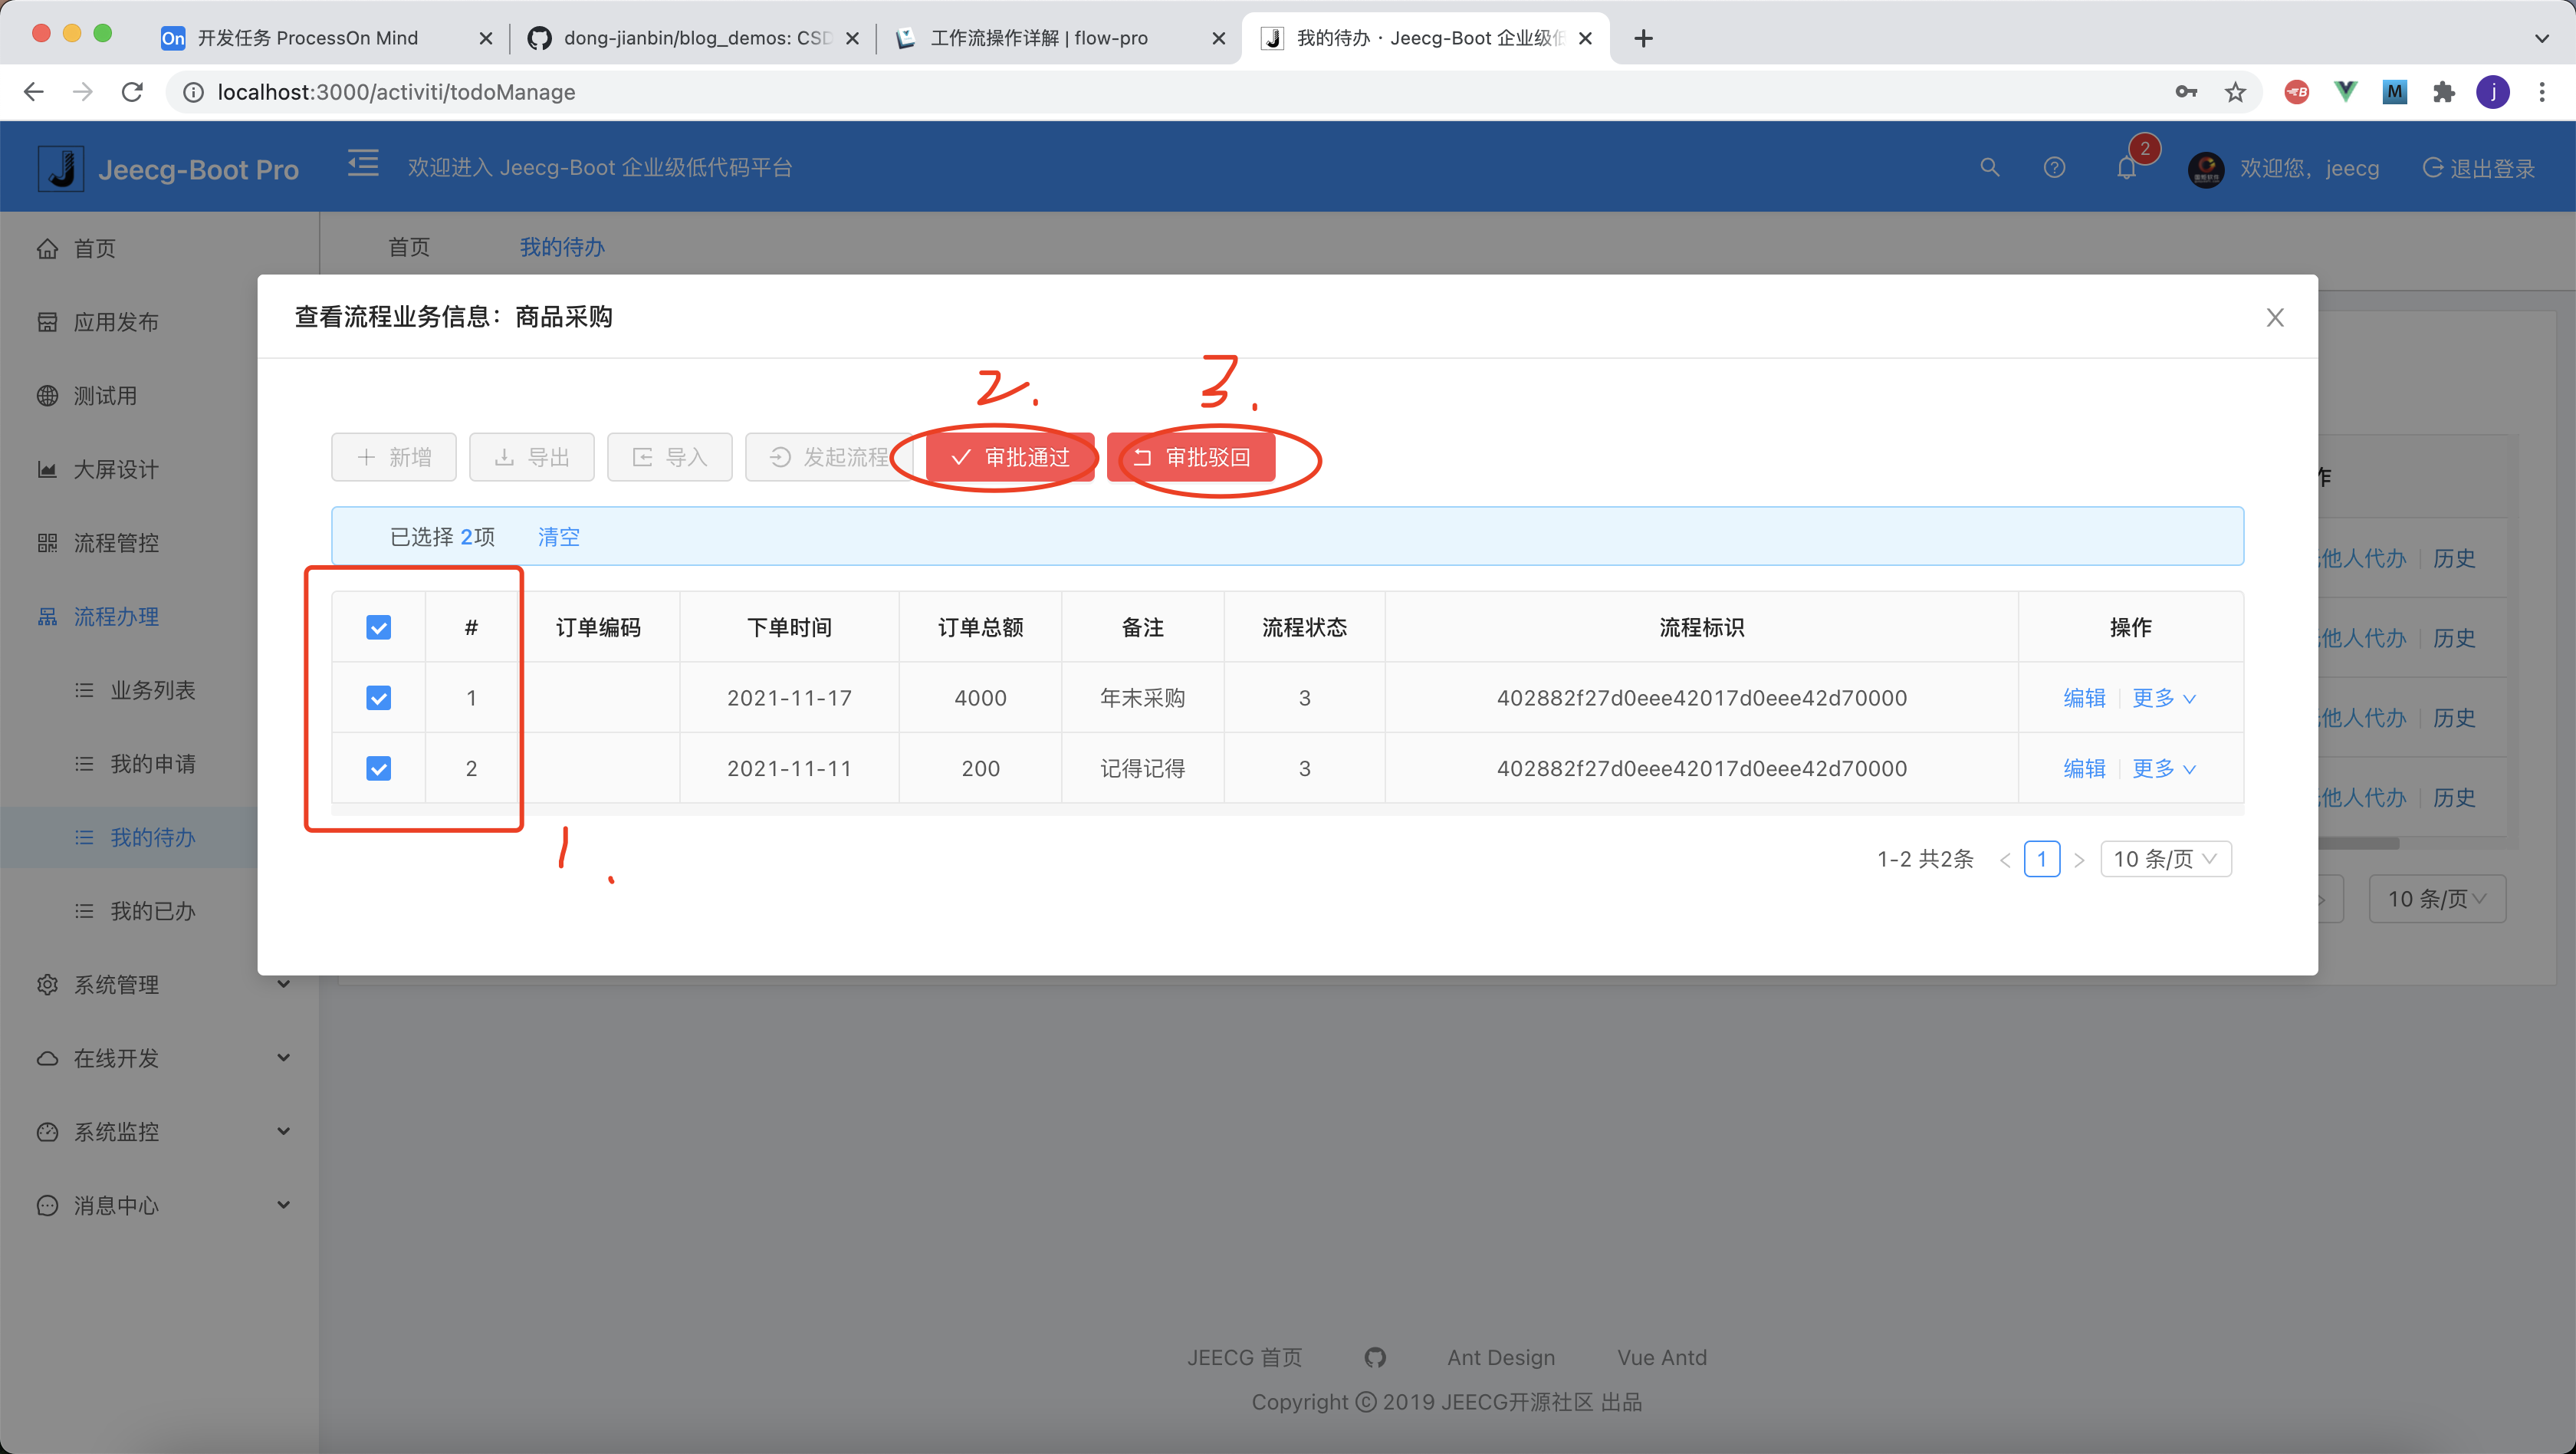 On 开发任务 ProcessOn Mind
dong-jianbin/blog_demos: CSD
工作流操作详解 | flow-pro
我的待办 · Jeecg-Boot 企业级低
localhost:3000/activiti/todoManage
B M j
Jeecg-Boot Pro
欢迎进入 Jeecg-Boot 企业级低代码平台
2
欢迎您，jeecg
退出登录
首页
应用发布
测试用
大屏设计
流程管控
流程办理
业务列表
我的申请
我的待办
我的已办
系统管理
在线开发
系统监控
消息中心
首页 我的待办
查看流程业务信息：商品采购
2. 3.
新增 导出 导入 发起流程 审批通过 审批驳回
已选择 2项 清空
# 订单编码 下单时间 订单总额 备注 流程状态 流程标识 操作
1 2021-11-17 4000 年末采购 3 402882f27d0eee42017d0eee42d70000 编辑 更多
2 2021-11-11 200 记得记得 3 402882f27d0eee42017d0eee42d70000 编辑 更多
1.
1-2 共2条 1 10 条/页
作
他人代办 历史
他人代办 历史
他人代办 历史
他人代办 历史
10 条/页
JEECG 首页 Ant Design Vue Antd
Copyright © 2019 JEECG开源社区 出品